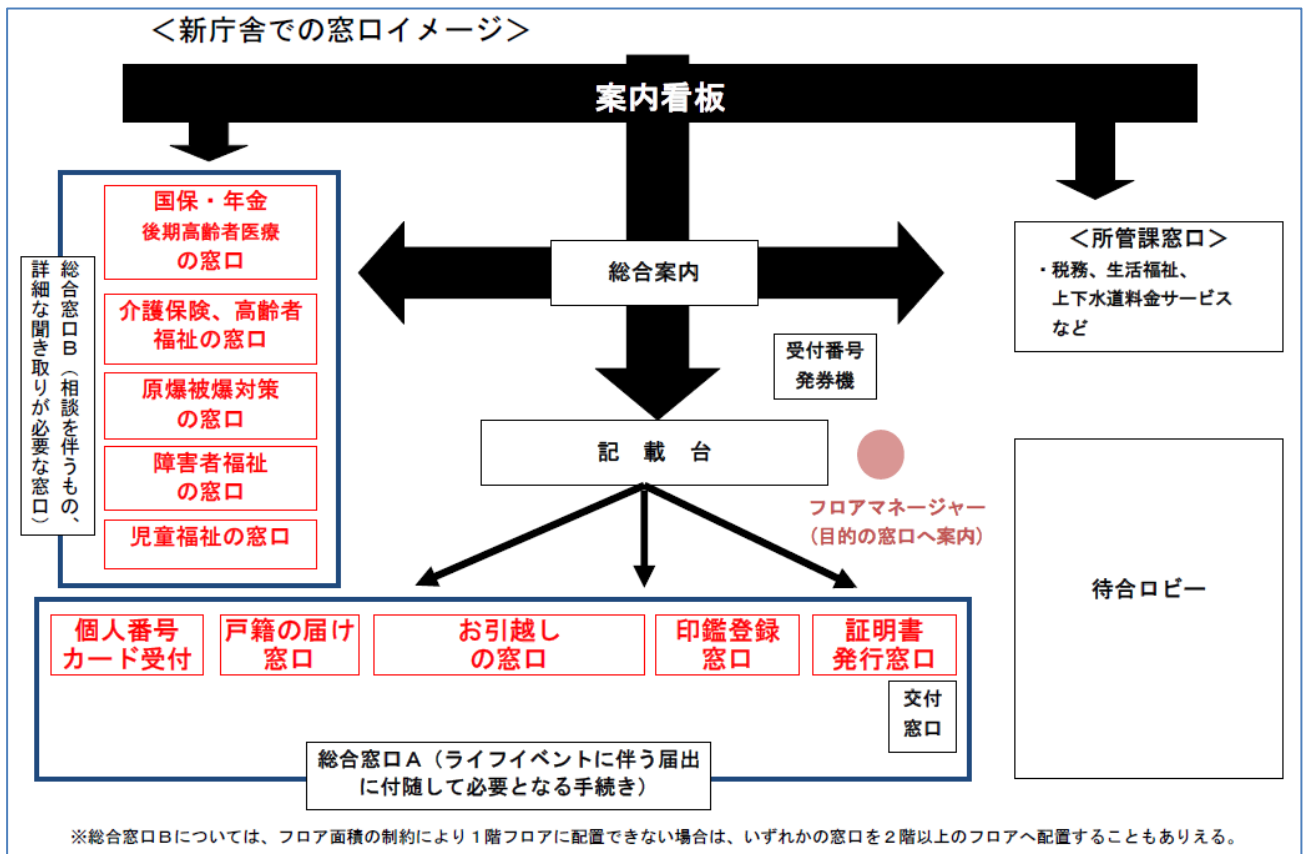 ＜新庁舎での窓口イメージ＞
案内看板
国保・年金
後期高齢者医療
の窓口
介護保険、高齢者
福祉の窓口
原爆被爆対策
の窓口
障害者福祉
の窓口
児童福祉の窓口
総合窓口Ｂ（相談を伴うもの、
詳細な聞き取りが必要な窓口）
総合案内
＜所管課窓口＞
・税務、生活福祉、
上下水道料金サービス
など
受付番号
発券機
記　載　台
フロアマネージャー
（目的の窓口へ案内）
待合ロビー
個人番号
カード受付
戸籍の届け
窓口
お引越し
の窓口
印鑑登録
窓口
証明書
発行窓口
交付
窓口
総合窓口Ａ（ライフイベントに伴う届出
に付随して必要となる手続き）
※総合窓口Ｂについては、フロア面積の制約により１階フロアに配置できない場合は、いずれかの窓口を２階以上のフロアへ配置することもありえる。